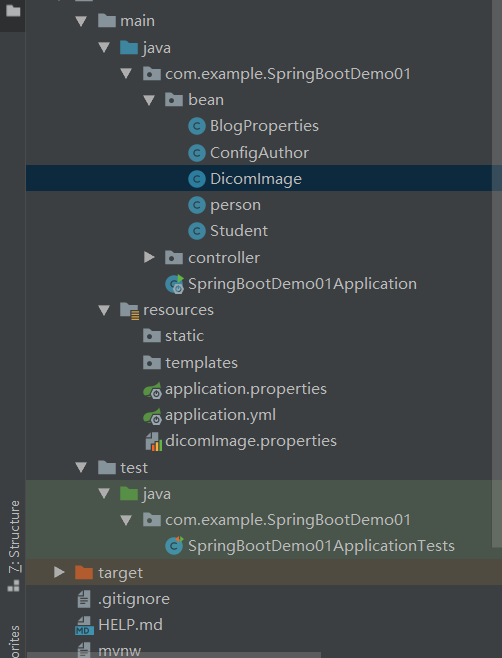 main
java
com.example.SpringBootDemo01
bean
BlogProperties
ConfigAuthor
DicomImage
person
Student
controller
SpringBootDemo01Application
resources
static
templates
application.properties
application.yml
dicomImage.properties
test
java
com.example.SpringBootDemo01
SpringBootDemo01ApplicationTests
target
.gitignore
HELP.md
mvnw
Z: Structure